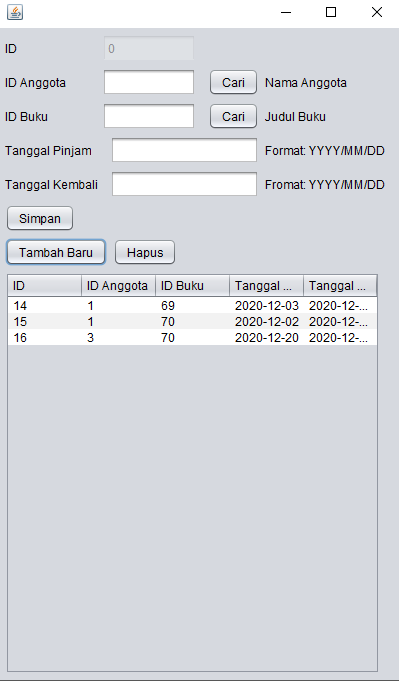 ID 0
ID Anggota Cari Nama Anggota
ID Buku Cari Judul Buku
Tanggal Pinjam Format: YYYY/MM/DD
Tanggal Kembali Fromat: YYYY/MM/DD
Simpan
Tambah Baru Hapus
ID ID Anggota ID Buku Tanggal ... Tanggal ...
14 1 69 2020-12-03 2020-12-...
15 1 70 2020-12-02 2020-12-...
16 3 70 2020-12-20 2020-12-...